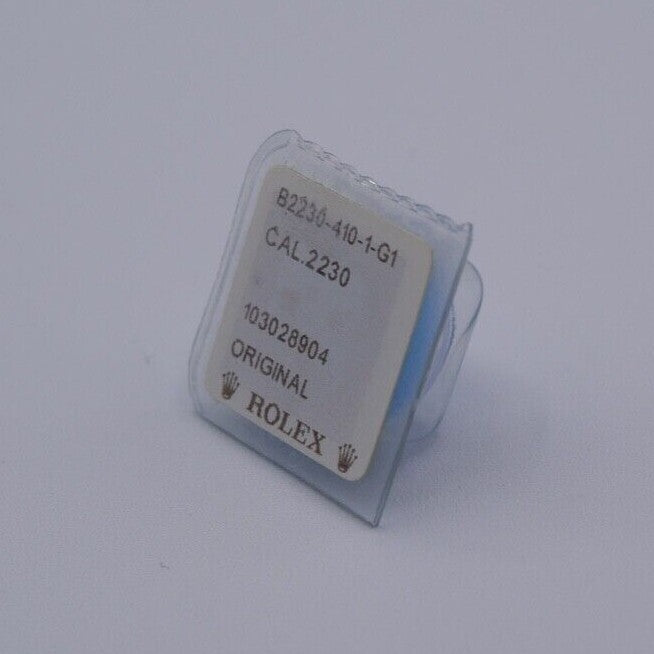 B2230-410-1-G1
CAL.2230
103028904
ORIGINAL
ROLEX